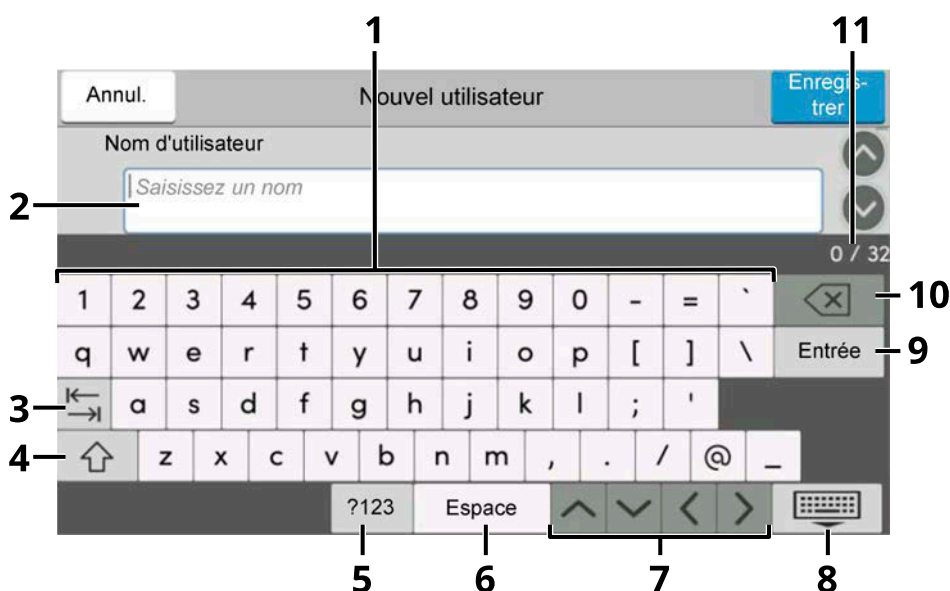 1 11
Annul. Nouvel utilisateur Enregis-
trer
Nom d'utilisateur
Saisissez un nom
2
0 / 32
1 2 3 4 5 6 7 8 9 0 - = `
10
q w e r t y u i o p [ ] \ Entrée
9
3
a s d f g h j k l ; '
4
z x c v b n m , . / @ _
?123 Espace
5 6 7 8